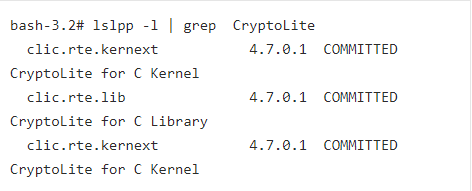 bash-3.2# lslpp -l | grep  CryptoLite
  clic.rte.kernext           4.7.0.1  COMMITTED
CryptoLite for C Kernel
  clic.rte.lib               4.7.0.1  COMMITTED
CryptoLite for C Library
  clic.rte.kernext           4.7.0.1  COMMITTED
CryptoLite for C Kernel